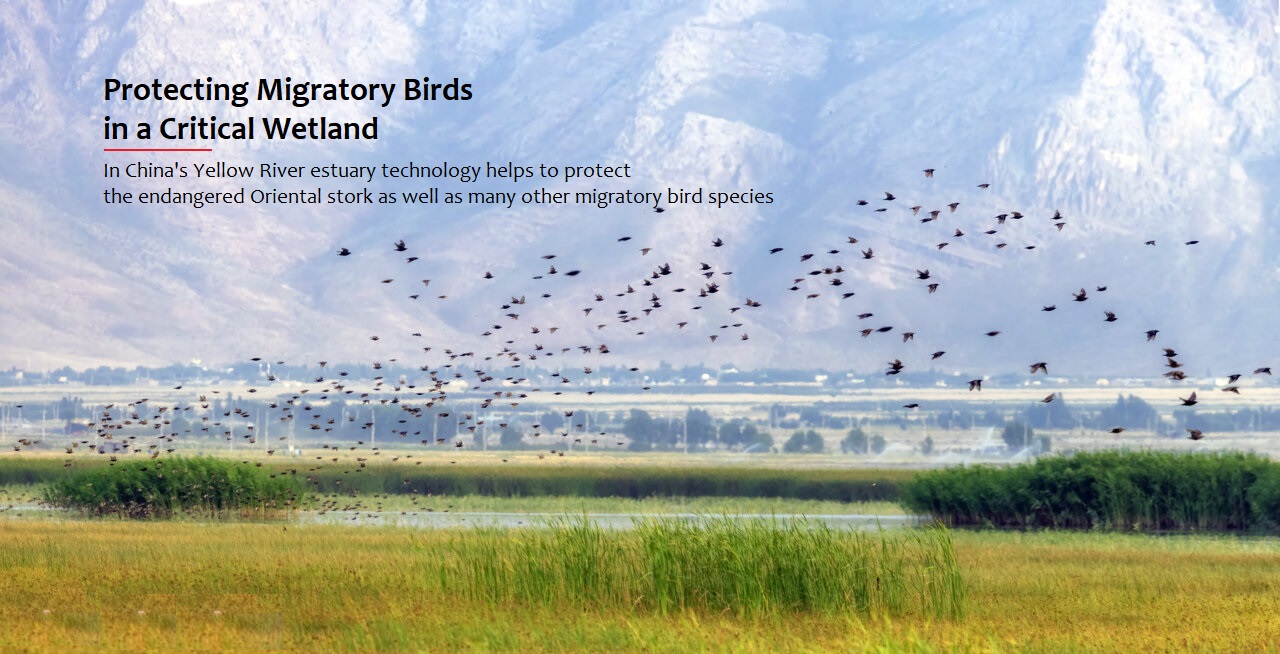 Protecting Migratory Birds
in a Critical Wetland
In China's Yellow River estuary technology helps to protect
the endangered Oriental stork as well as many other migratory bird species